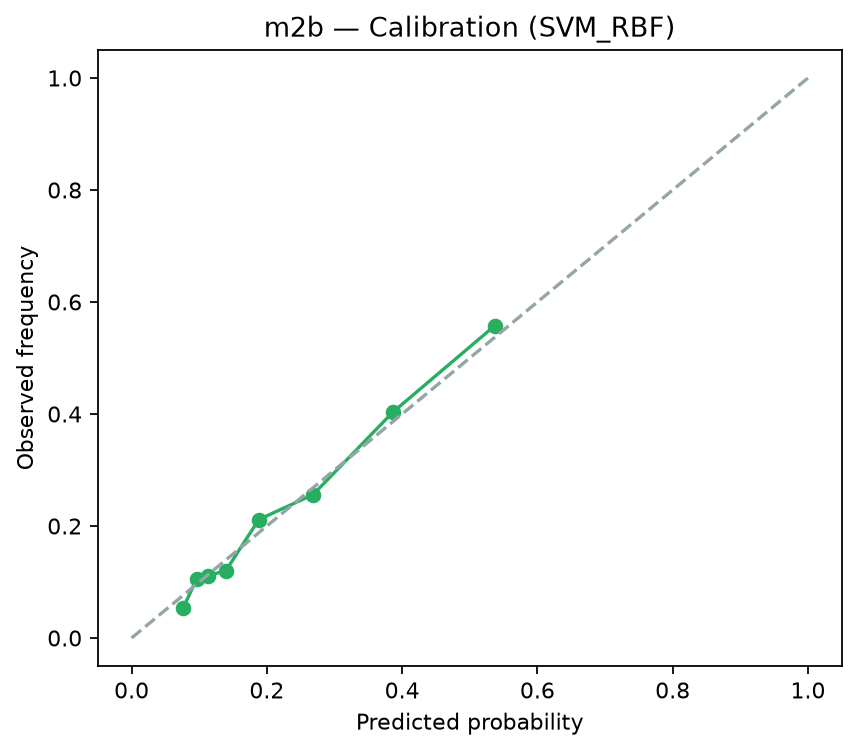 m2b — Calibration (SVM_RBF)
1.0
0.8
0.6
0.4
0.2
0.0
Observed frequency
0.0 0.2 0.4 0.6 0.8 1.0
Predicted probability